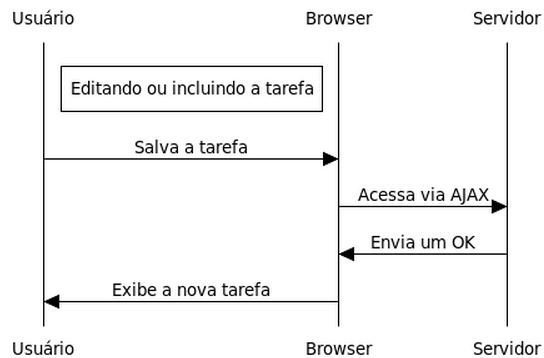 Usuário Browser Servidor
Editando ou incluindo a tarefa
Salva a tarefa
Acessa via AJAX
Envia um OK
Exibe a nova tarefa
Usuário Browser Servidor